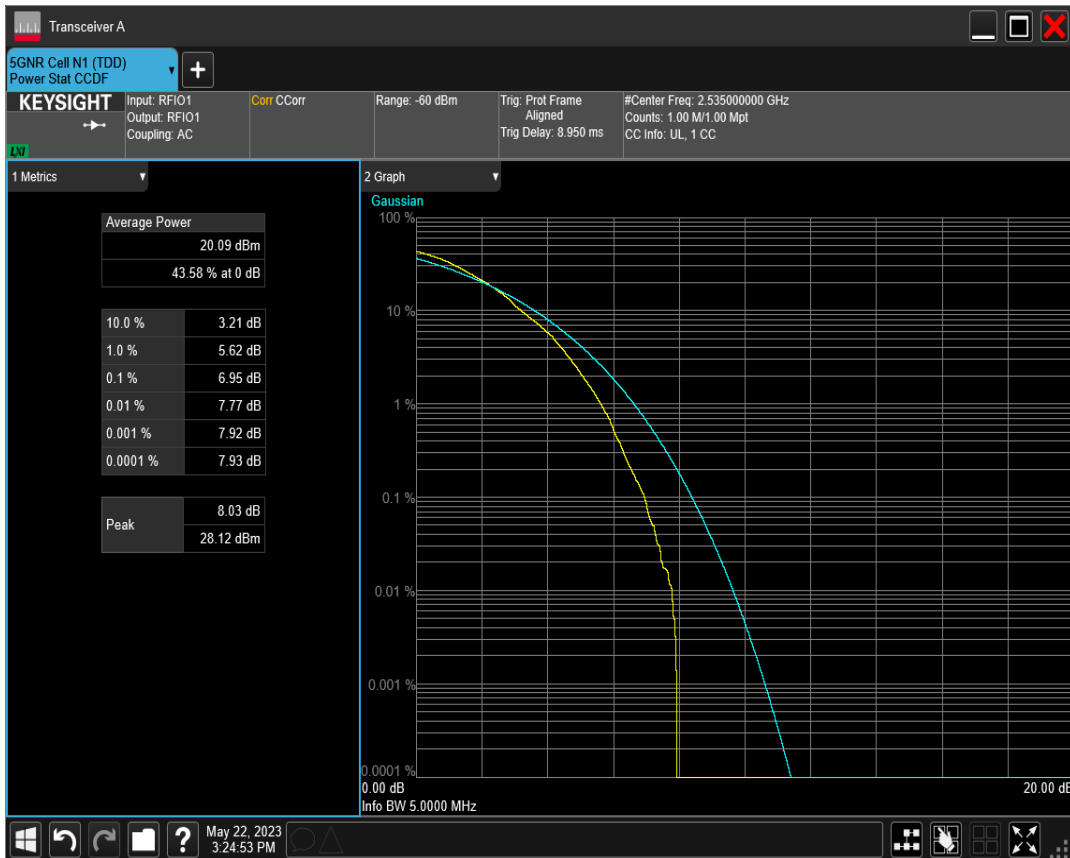 Transceiver A
5GNR Cell N1 (TDD)
Power Stat CCDF
KEYSIGHT
LXI
Input: RFIO1
Output: RFIO1
Coupling: AC
Corr CCorr
Range: -60 dBm
Trig: Prot Frame
Aligned
Trig Delay: 8.950 ms
#Center Freq: 2.535000000 GHz
Counts: 1.00 M/1.00 Mpt
CC Info: UL, 1 CC
1 Metrics
Average Power
20.09 dBm
43.58 % at 0 dB
10.0 % 3.21 dB
1.0 % 5.62 dB
0.1 % 6.95 dB
0.01 % 7.77 dB
0.001 % 7.92 dB
0.0001 % 7.93 dB
Peak
8.03 dB
28.12 dBm
2 Graph
Gaussian
100 %
10 %
1 %
0.1 %
0.01 %
0.001 %
0.0001 %
0.00 dB 20.00 dB
Info BW 5.0000 MHz
? May 22, 2023
3:24:53 PM